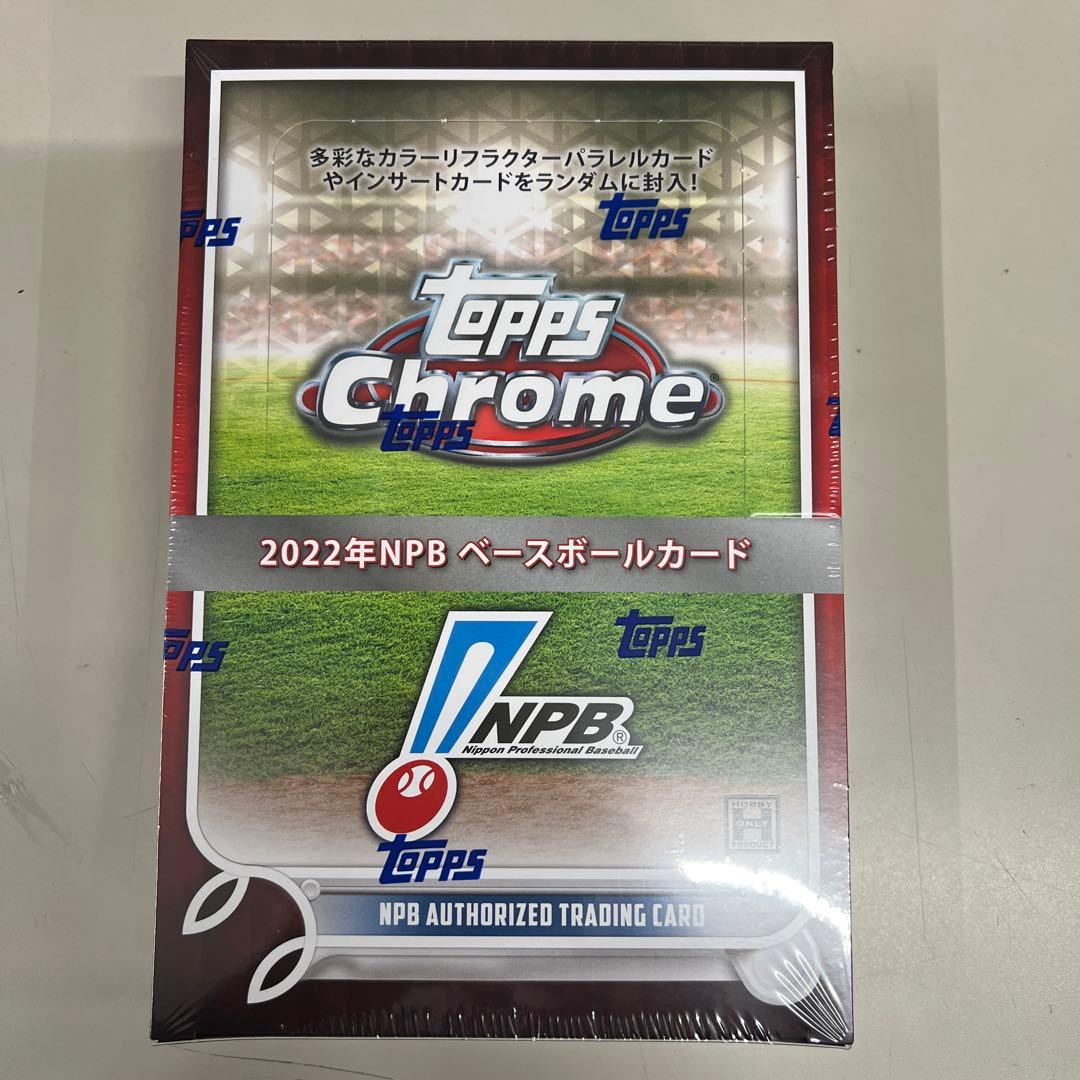 多彩なカラーリフラクターパラレルカード
やインサートカードをランダムに封入!
TOPPS
TOPPS
TOPPS
Chrome
TOPPS
2022年NPB ベースボールカード
TOPPS
TOPPS
NPB®
Nippon Professional Baseball
HOBBY
ONLY
PRODUCT
TOPPS
NPB AUTHORIZED TRADING CARD